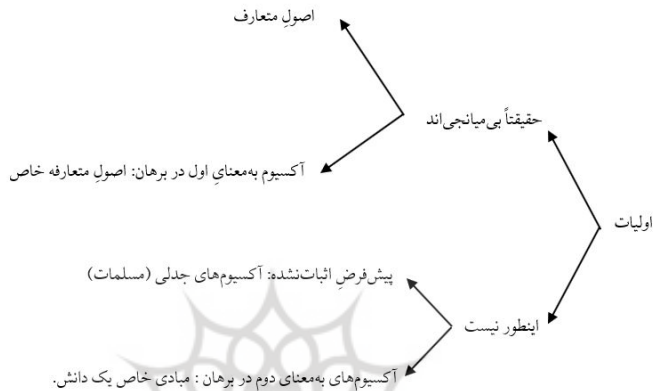 اصولِ متعارف
حقیقتاً بی‌میانجی‌اند
آکسیوم به‌معنایِ اول در برهان: اصولِ متعارفه خاص
اولیات
پیش‌فرضِ اثبات‌نشده: آکسیوم‌های جدلی (مسلمات)
اینطور نیست
آکسیوم‌های به‌معنای دوم در برهان : مبادی خاص یک دانش.